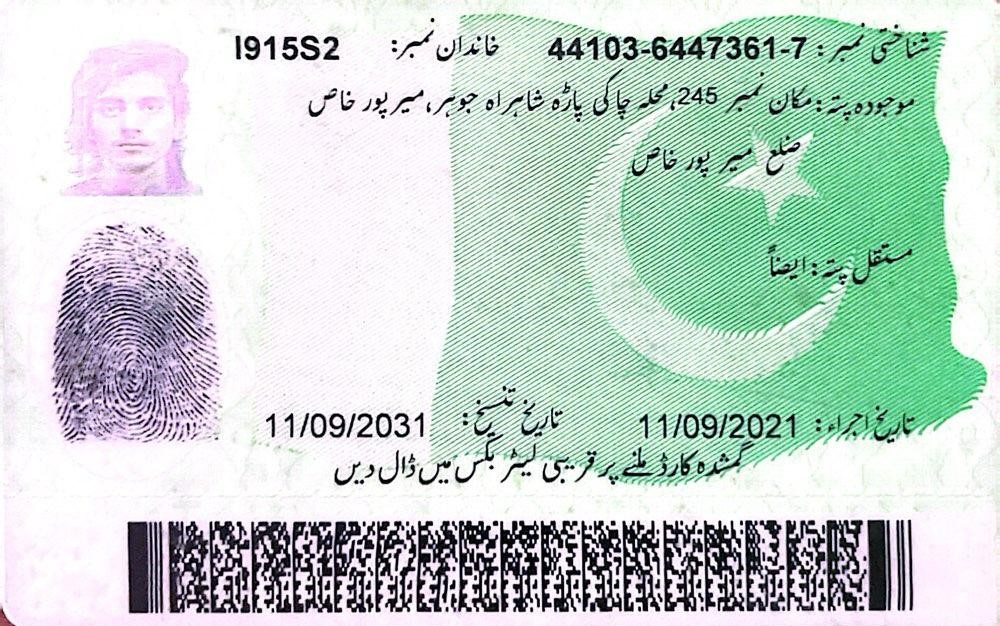 شناختی نمبر: 44103-6447361-7 خاندان نمبر: I915S2
موجودہ پتہ: مکان نمبر 245، محلہ چاکی پاڑہ شاہراہ جوہر، میر پور خاص
ضلع میر پور خاص
مستقل پتہ: ایضاً
تاریخ اجراء: 11/09/2021 تاریخ تنسیخ: 11/09/2031
گمشدہ کارڈ ملنے پر قریبی لیٹر بکس میں ڈال دیں